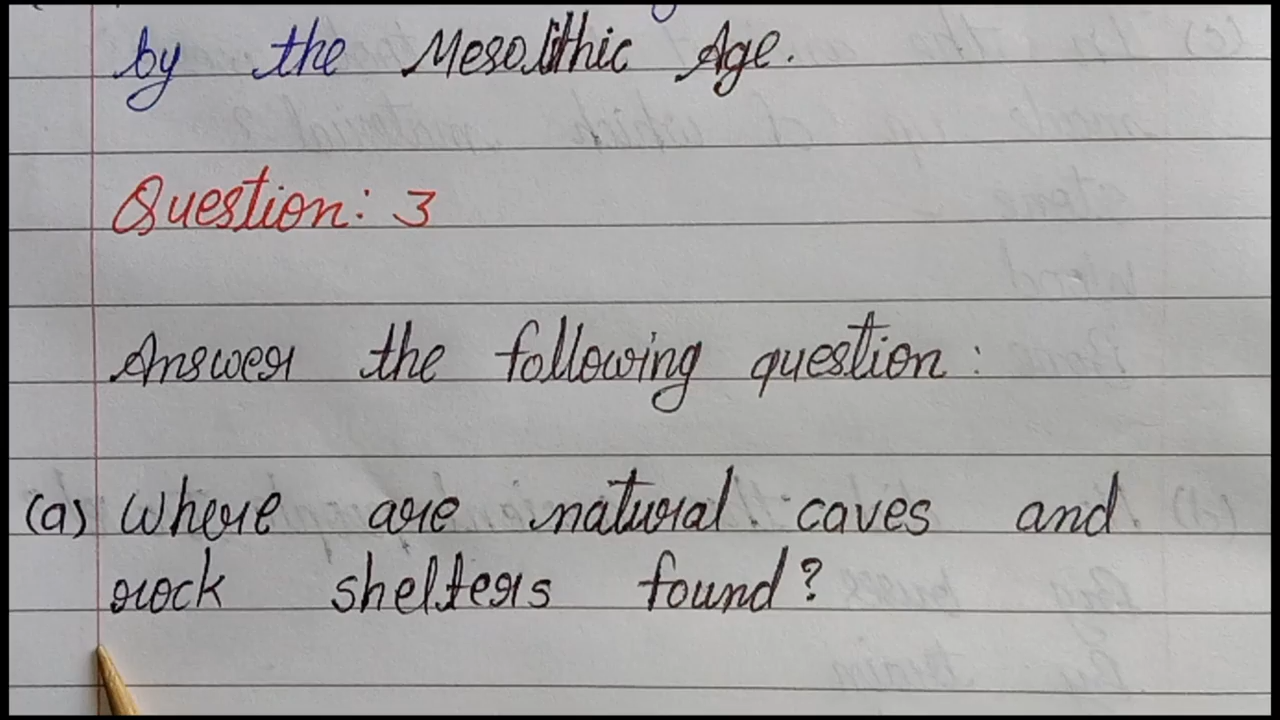 by the Mesolithic Age.
Question: 3
Answer the following question:
(a) Where are natural caves and
rock shelters found?